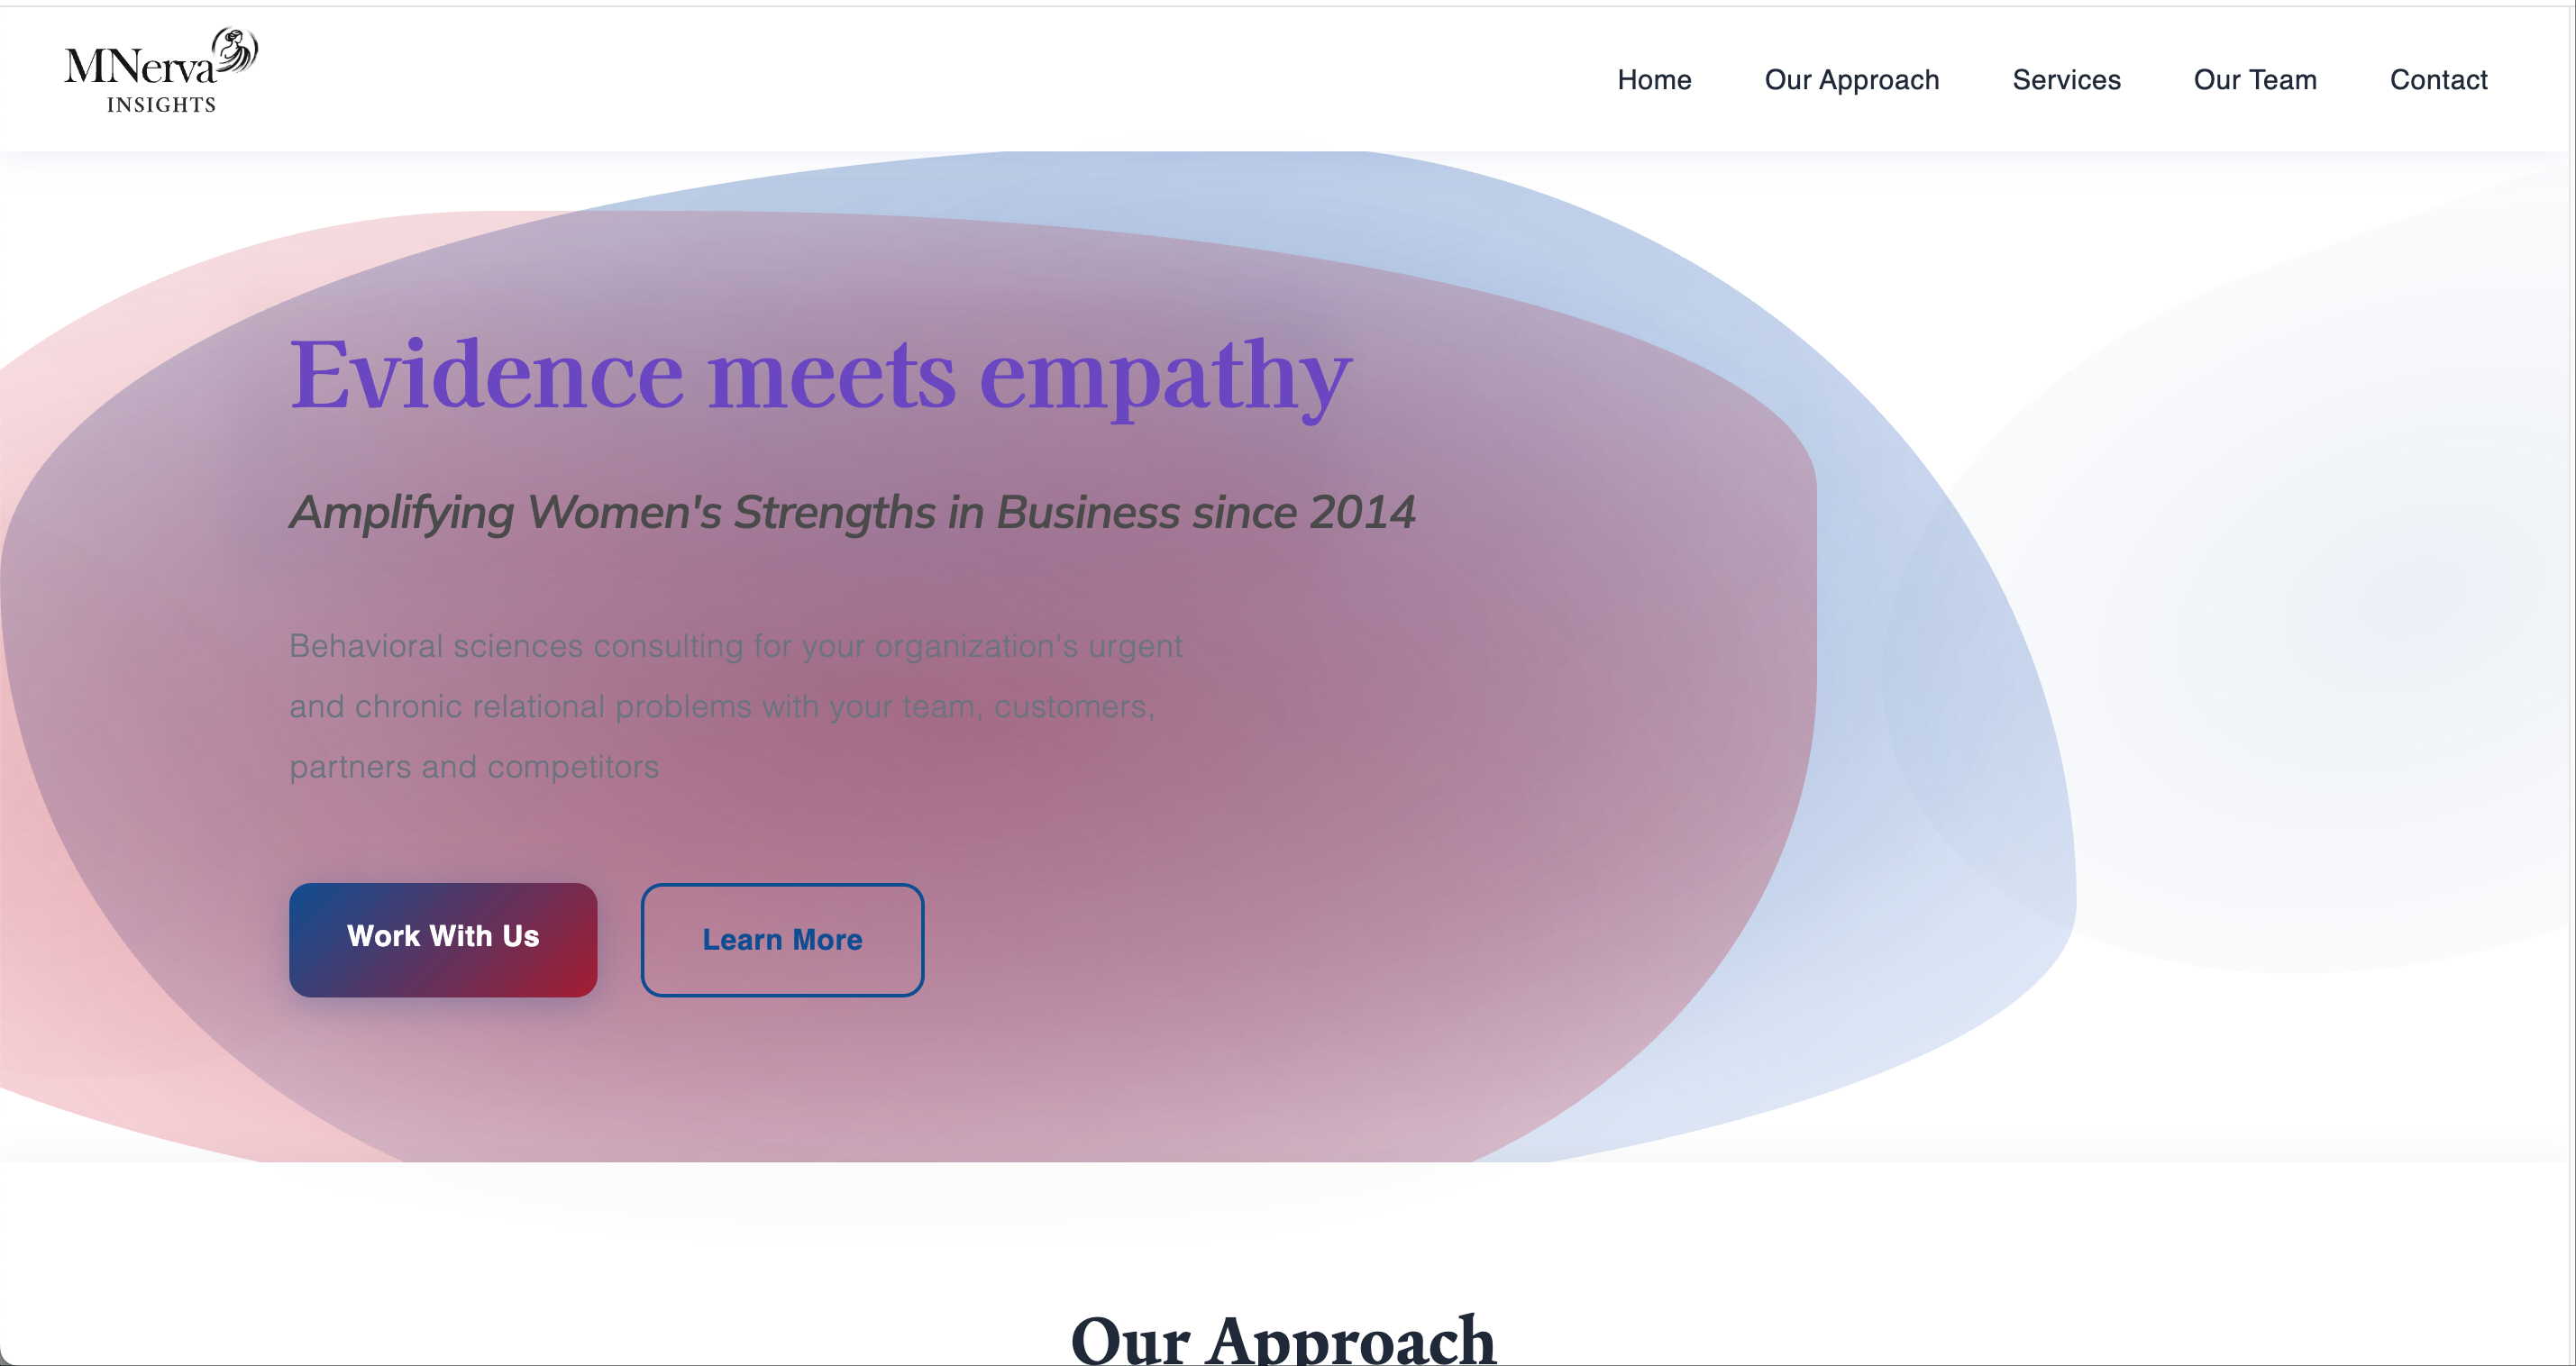 MNerva
INSIGHTS
Home Our Approach Services Our Team Contact
Evidence meets empathy
Amplifying Women's Strengths in Business since 2014
Behavioral sciences consulting for your organization's urgent
and chronic relational problems with your team, customers,
partners and competitors
Work With Us Learn More
Our Approach